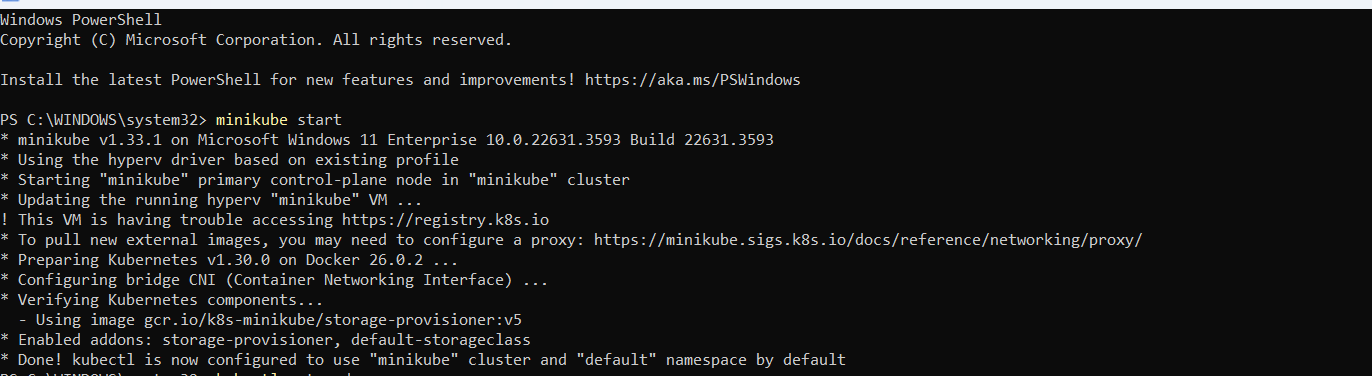 Windows PowerShell
Copyright (C) Microsoft Corporation. All rights reserved.
Install the latest PowerShell for new features and improvements! https://aka.ms/PSWindows
PS C:\WINDOWS\system32> minikube start
* minikube v1.33.1 on Microsoft Windows 11 Enterprise 10.0.22631.3593 Build 22631.3593
* Using the hyperv driver based on existing profile
* Starting "minikube" primary control-plane node in "minikube" cluster
* Updating the running hyperv "minikube" VM ...
! This VM is having trouble accessing https://registry.k8s.io
* To pull new external images, you may need to configure a proxy: https://minikube.sigs.k8s.io/docs/reference/networking/proxy/
* Preparing Kubernetes v1.30.0 on Docker 26.0.2 ...
* Configuring bridge CNI (Container Networking Interface) ...
* Verifying Kubernetes components...
  - Using image gcr.io/k8s-minikube/storage-provisioner:v5
* Enabled addons: storage-provisioner, default-storageclass
* Done! kubectl is now configured to use "minikube" cluster and "default" namespace by default